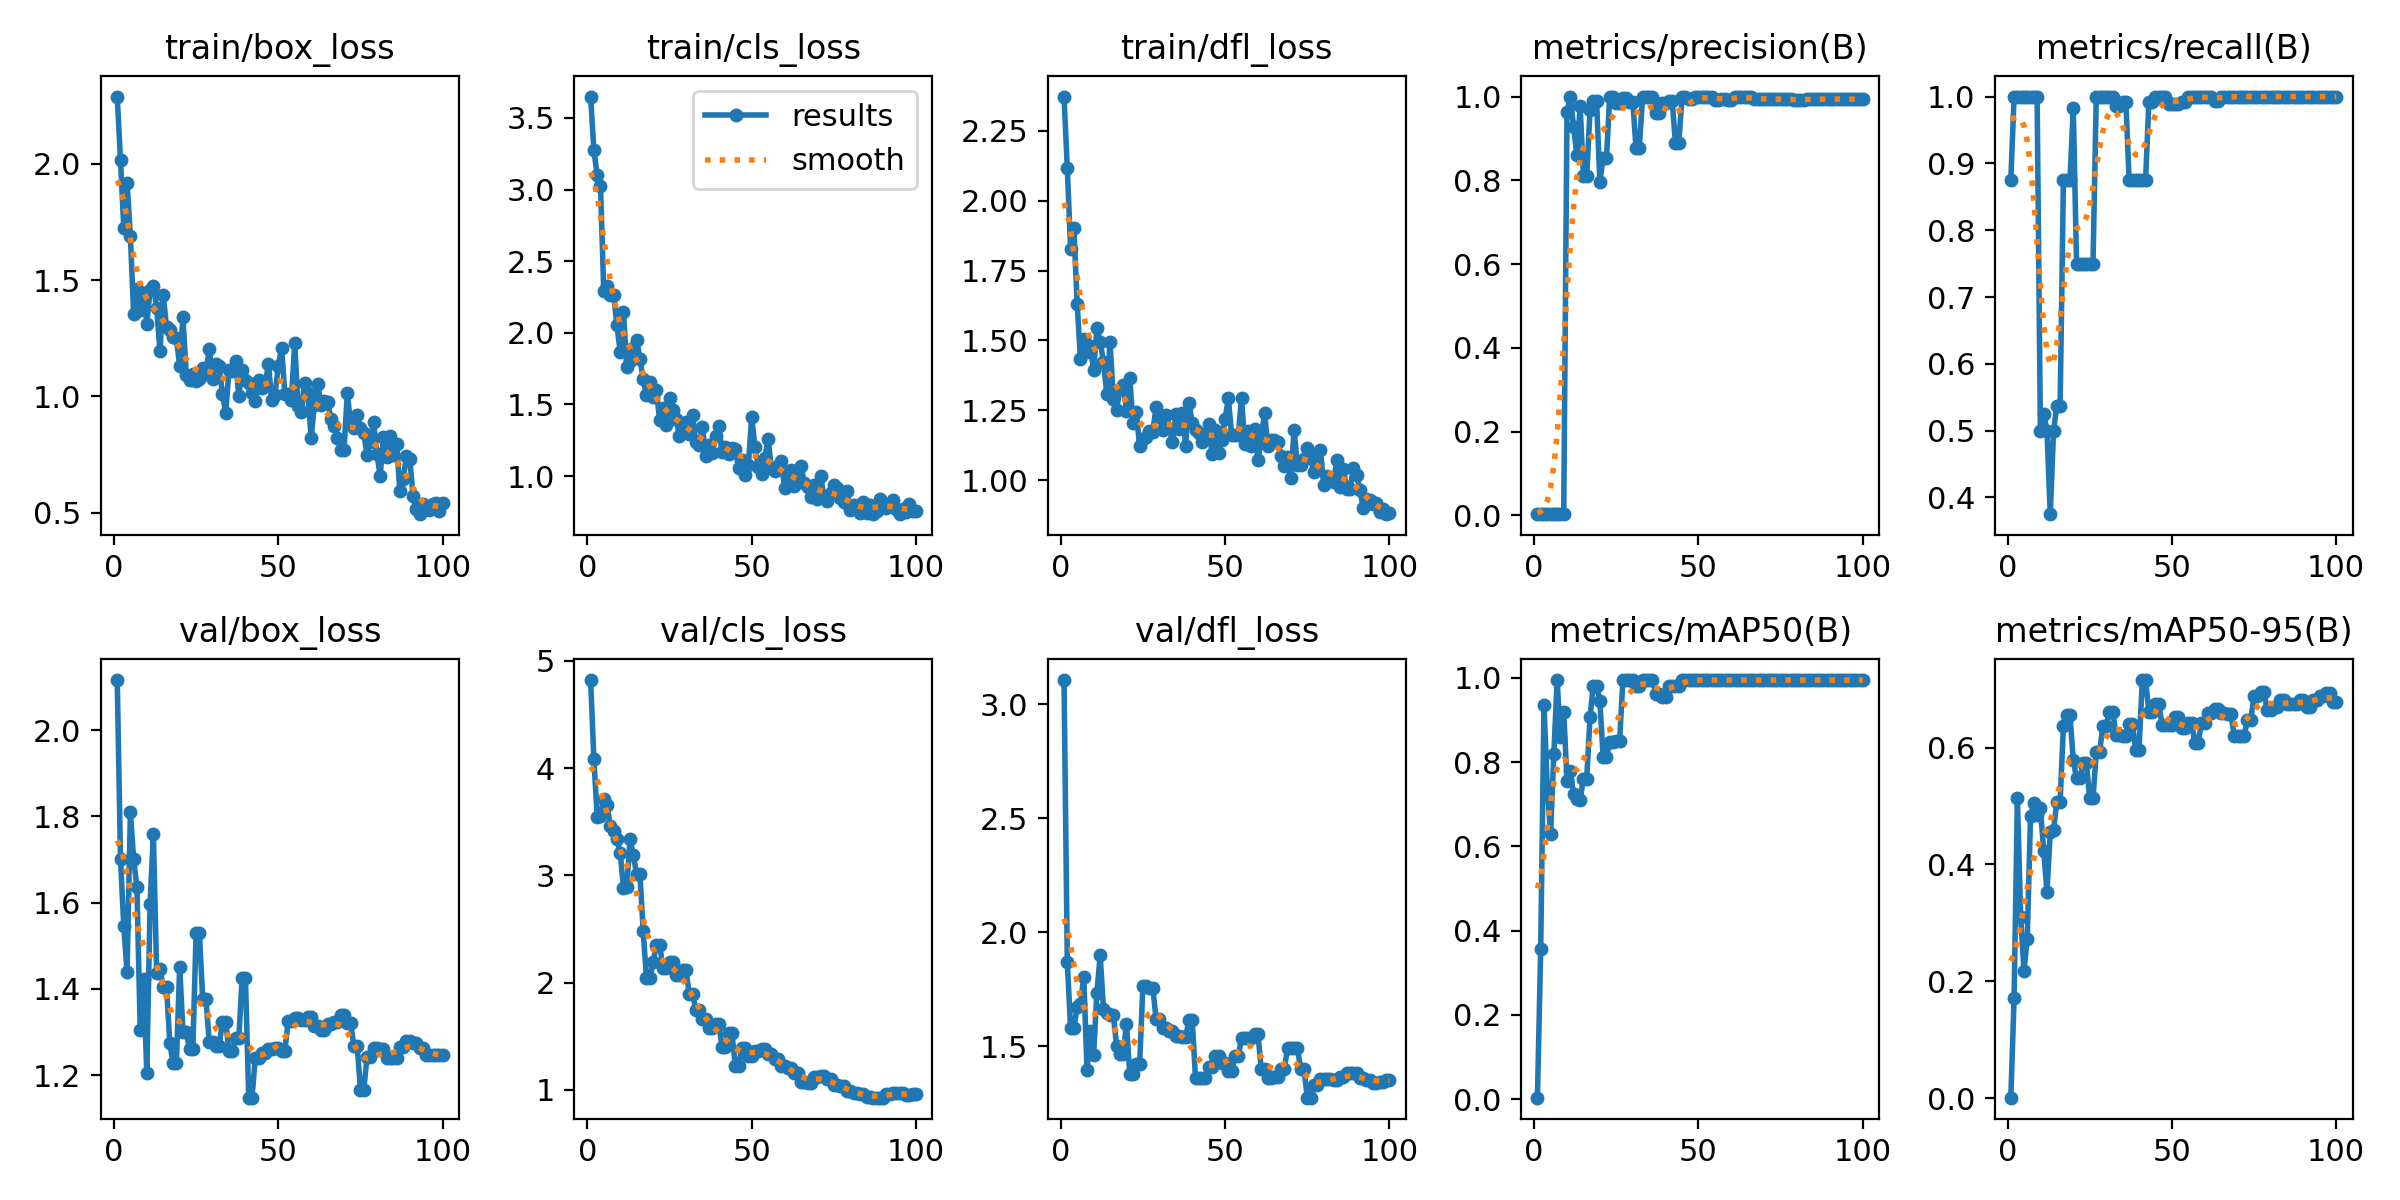 train/box_loss
2.0
1.5
1.0
0.5
0 50 100
train/cls_loss
results
smooth
3.5
3.0
2.5
2.0
1.5
1.0
0 50 100
train/dfl_loss
2.25
2.00
1.75
1.50
1.25
1.00
0 50 100
metrics/precision(B)
1.0
0.8
0.6
0.4
0.2
0.0
0 50 100
metrics/recall(B)
1.0
0.9
0.8
0.7
0.6
0.5
0.4
0 50 100
val/box_loss
2.0
1.8
1.6
1.4
1.2
0 50 100
val/cls_loss
5
4
3
2
1
0 50 100
val/dfl_loss
3.0
2.5
2.0
1.5
0 50 100
metrics/mAP50(B)
1.0
0.8
0.6
0.4
0.2
0.0
0 50 100
metrics/mAP50-95(B)
0.6
0.4
0.2
0.0
0 50 100